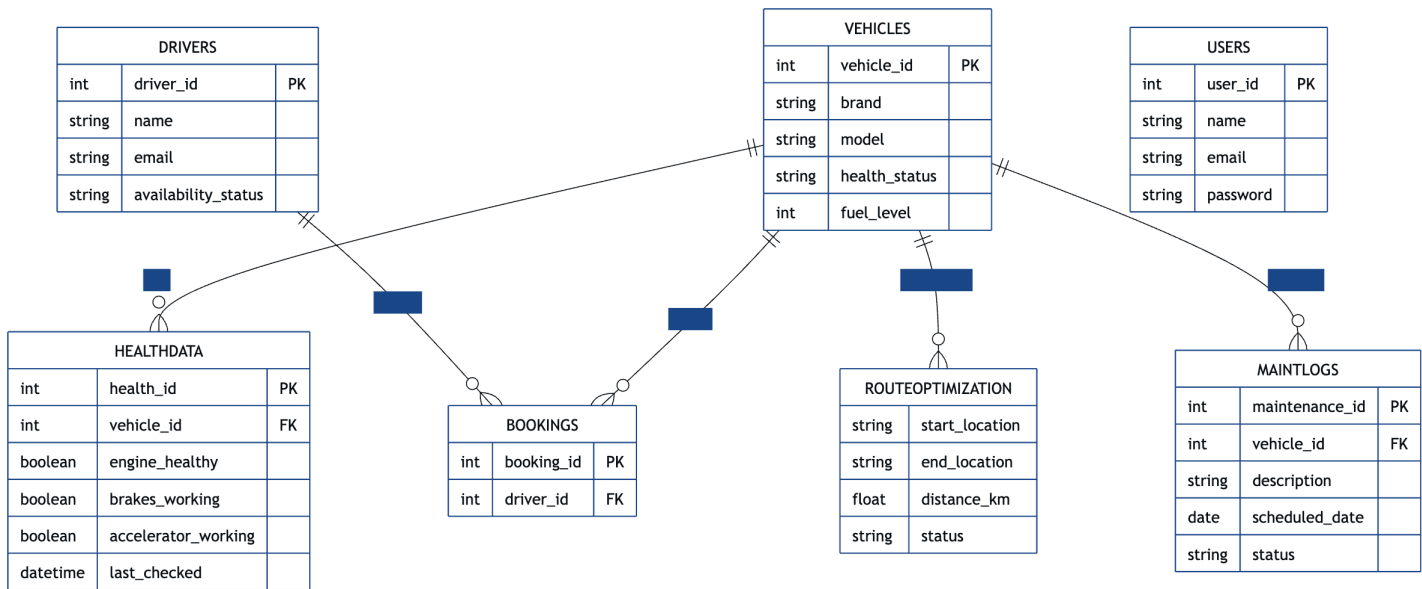 DRIVERS
int driver_id PK
string name
string email
string availability_status
VEHICLES
int vehicle_id PK
string brand
string model
string health_status
int fuel_level
USERS
int user_id PK
string name
string email
string password
HEALTHDATA
int health_id PK
int vehicle_id FK
boolean engine_healthy
boolean brakes_working
boolean accelerator_working
datetime last_checked
BOOKINGS
int booking_id PK
int driver_id FK
ROUTEOPTIMIZATION
string start_location
string end_location
float distance_km
string status
MAINTLOGS
int maintenance_id PK
int vehicle_id FK
string description
date scheduled_date
string status